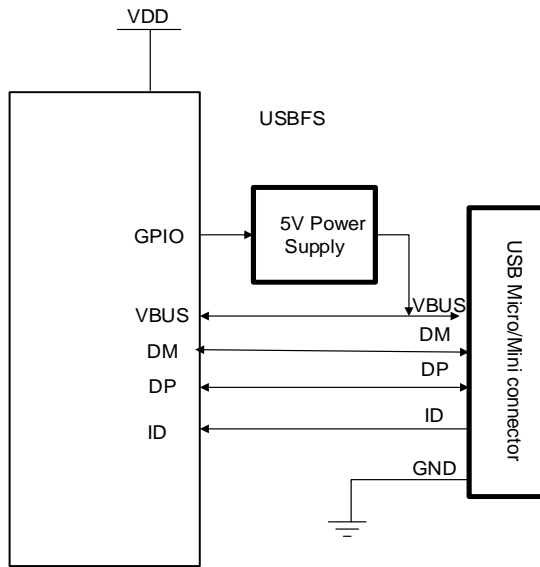 VDD
USBFS
5V Power
Supply
GPIO
VBUS
VBUS
DM
DM
DP
DP
ID
ID
GND
USB Micro/Mini connector